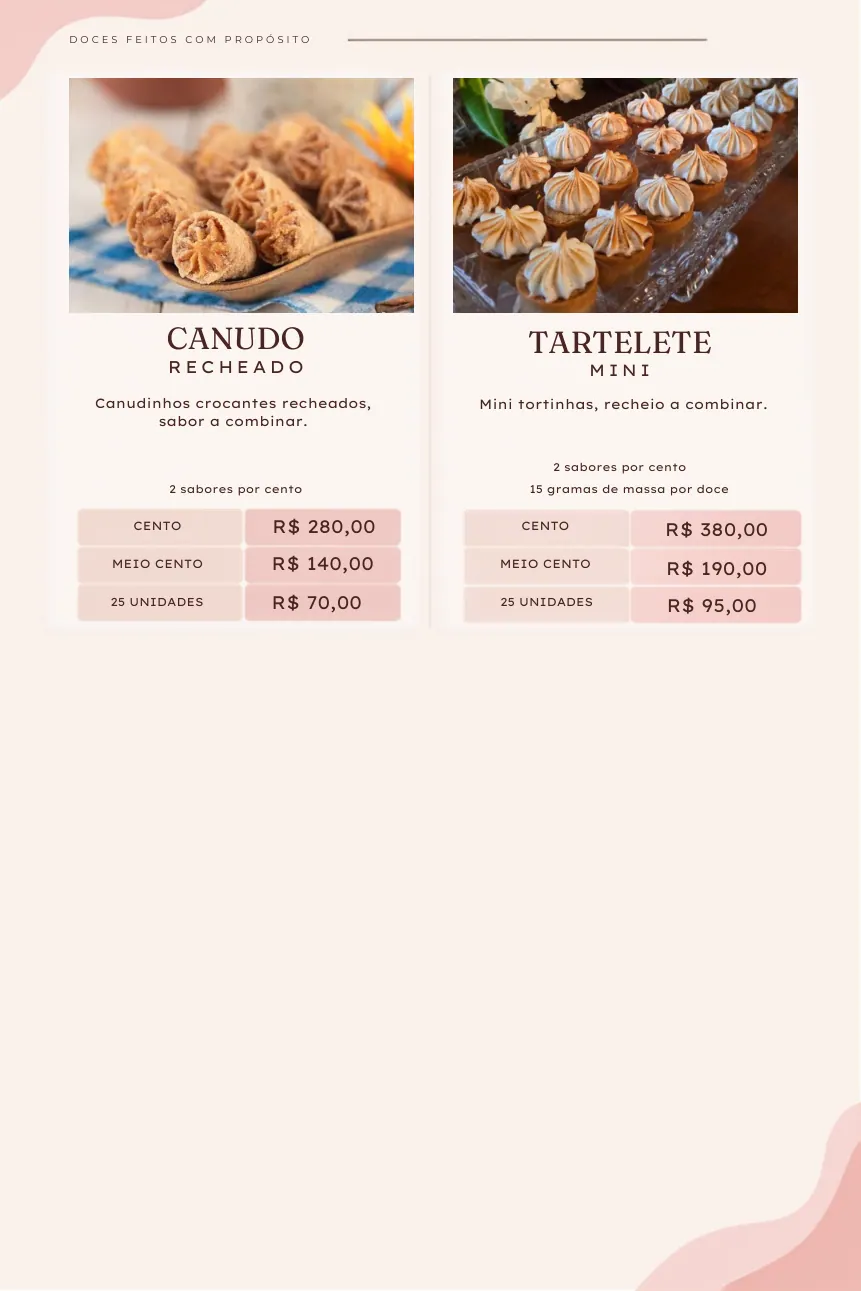 DOCES FEITOS COM PROPÓSITO
CANUDO
RECHEADO
Canudinhos crocantes recheados,
sabor a combinar.
2 sabores por cento
CENTO R$ 280,00
MEIO CENTO R$ 140,00
25 UNIDADES R$ 70,00
TARTELETE
MINI
Mini tortinhas, recheio a combinar.
2 sabores por cento
15 gramas de massa por doce
CENTO R$ 380,00
MEIO CENTO R$ 190,00
25 UNIDADES R$ 95,00